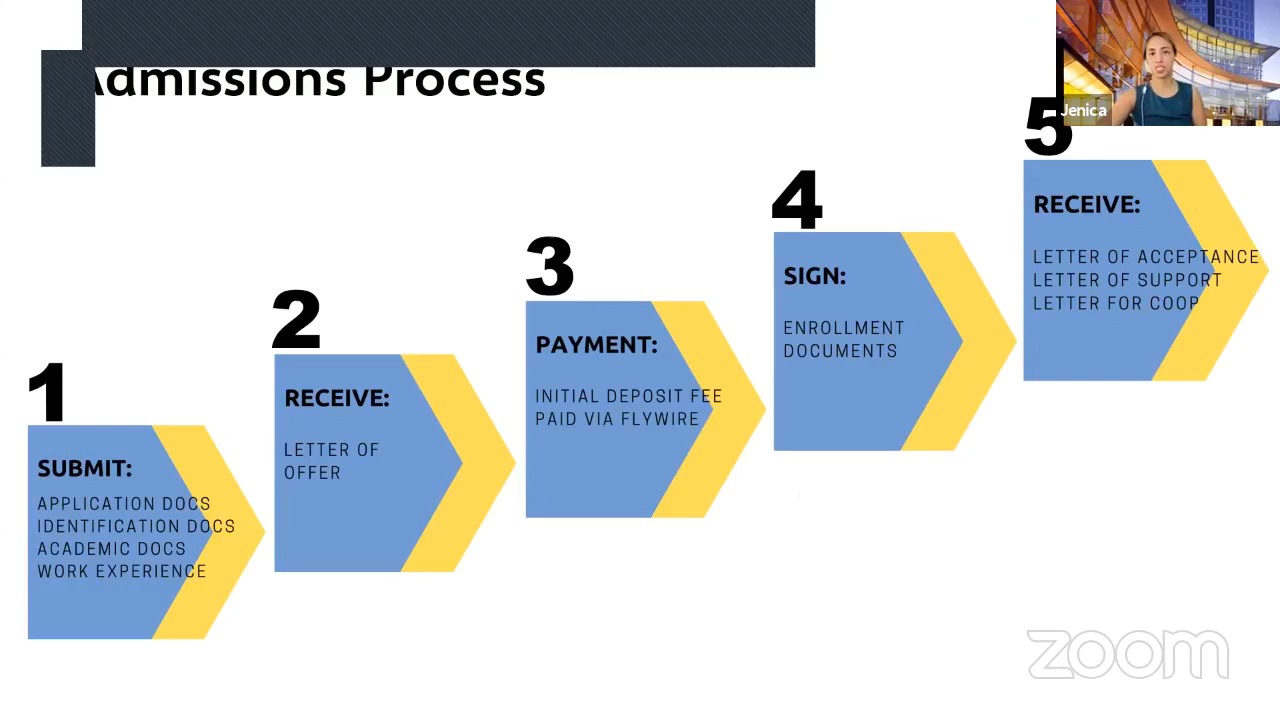 Admissions Process
Jenica
1
SUBMIT:
APPLICATION DOCS
IDENTIFICATION DOCS
ACADEMIC DOCS
WORK EXPERIENCE
2
RECEIVE:
LETTER OF
OFFER
3
PAYMENT:
INITIAL DEPOSIT FEE
PAID VIA FLYWIRE
4
SIGN:
ENROLLMENT
DOCUMENTS
5
RECEIVE:
LETTER OF ACCEPTANCE
LETTER OF SUPPORT
LETTER FOR COOP
zoom